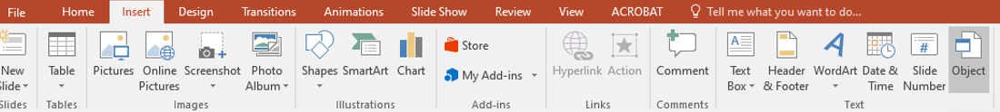 File Home Insert Design Transitions Animations Slide Show Review View ACROBAT Tell me what you want to do...
New
Slide
Slides
Table
Tables
Pictures
Online
Pictures
Screenshot
Photo
Album
Images
Shapes
SmartArt
Chart
Illustrations
Store
My Add-ins
Add-ins
Hyperlink
Action
Links
Comment
Comments
Text
Box
Header
& Footer
WordArt
Date &
Time
Slide
Number
Object
Text